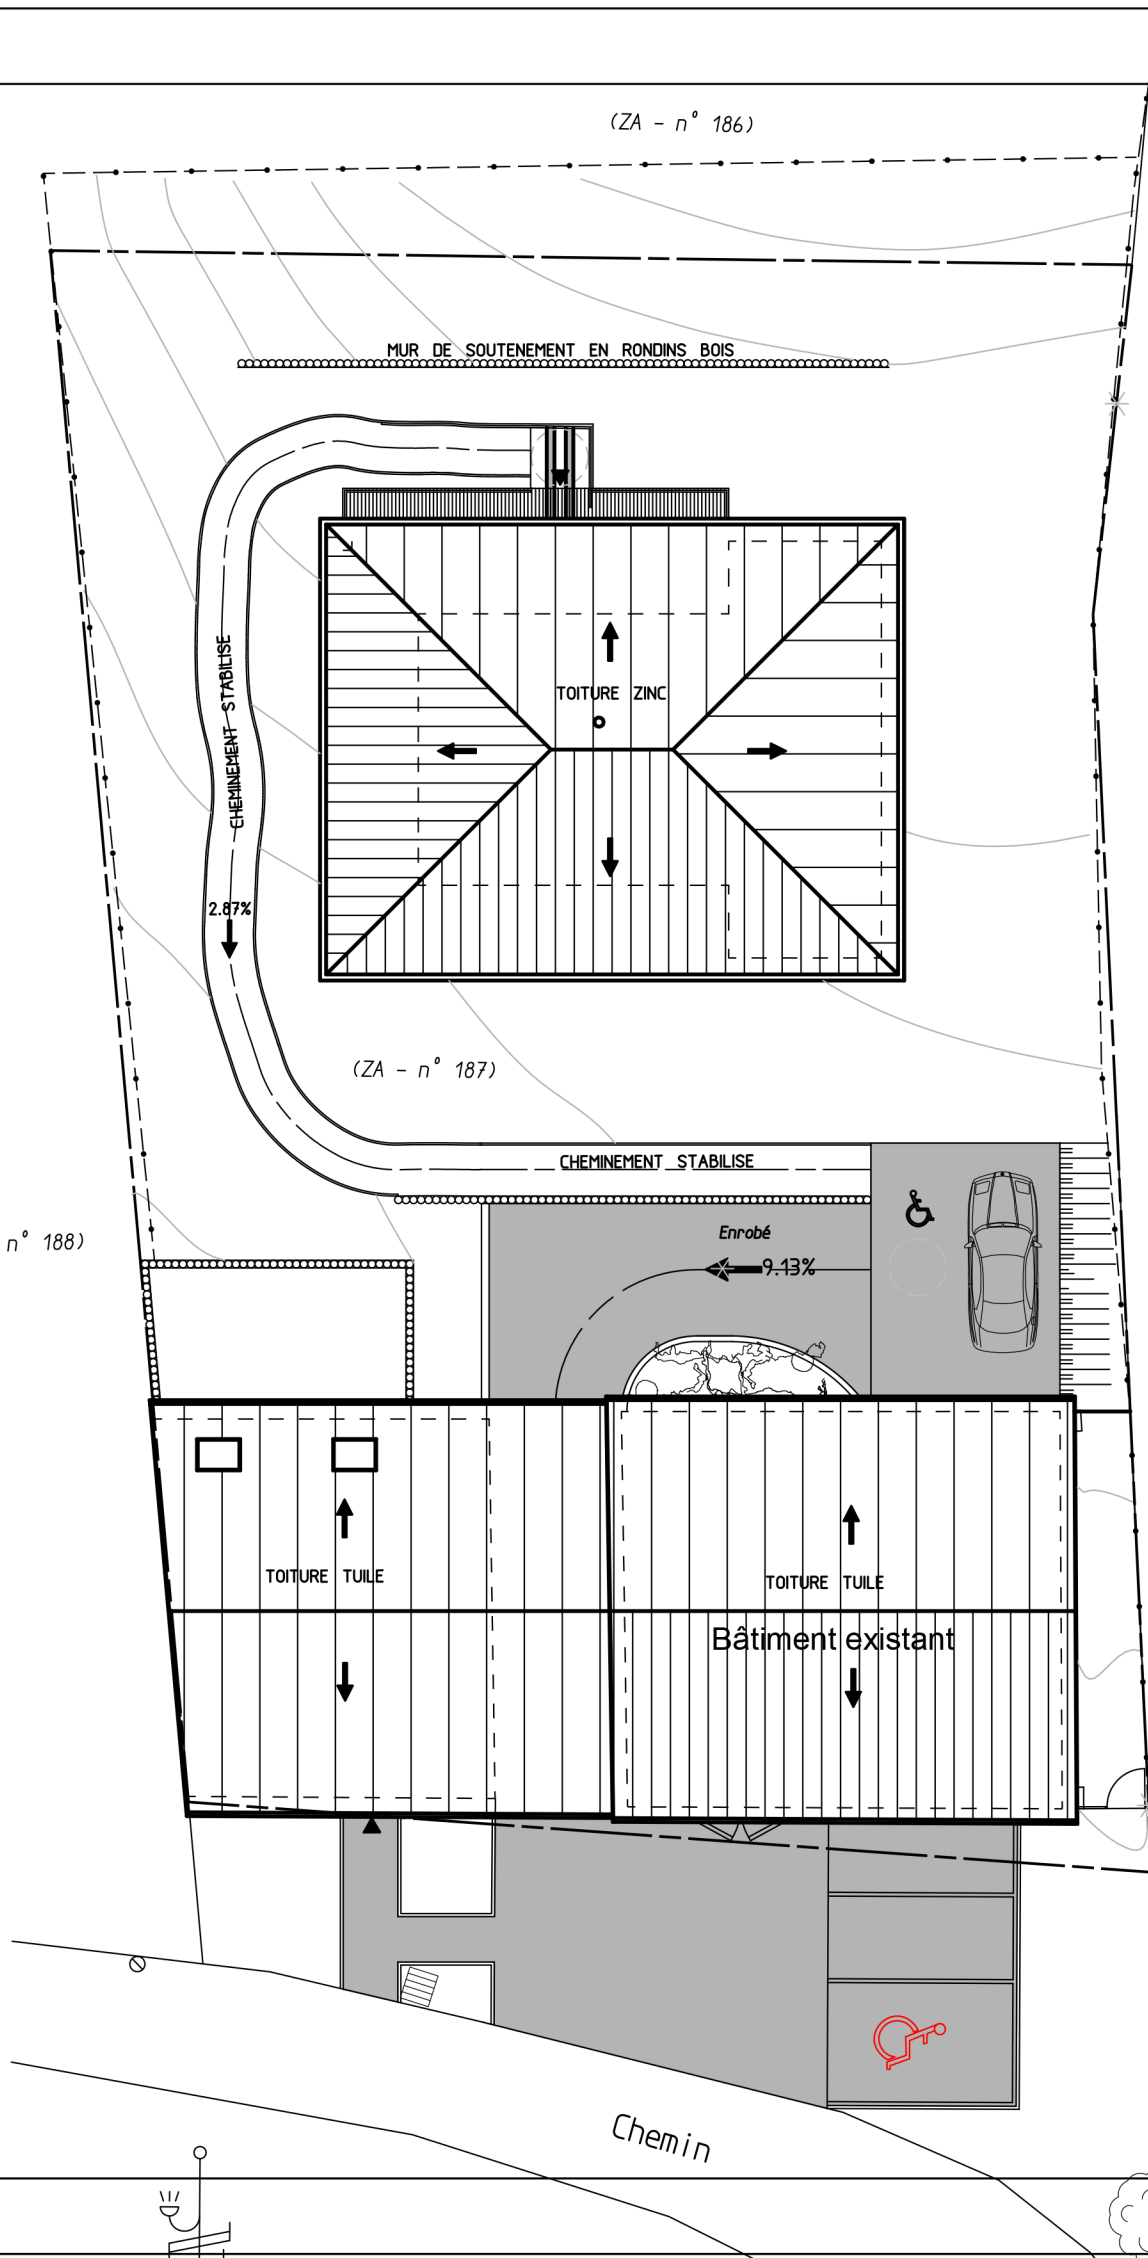 (ZA - n° 186)
MUR DE SOUTENEMENT EN RONDINS BOIS
TOITURE ZINC
CHEMINEMENT STABILISE
2.87%
(ZA - n° 187)
CHEMINEMENT STABILISE
Enrobé
n° 188)
9.13%
TOITURE TUILE
TOITURE TUILE
Bâtiment existant
Chemin